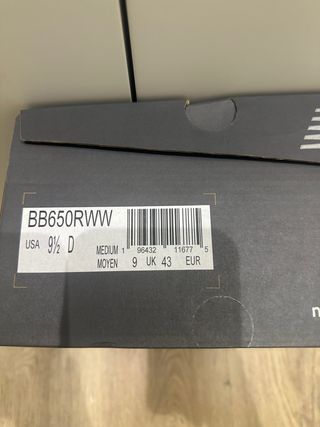 BB650RWW
USA 9½ D
MEDIUM 1 96432 11677 5
MOYEN 9 UK 43 EUR
n